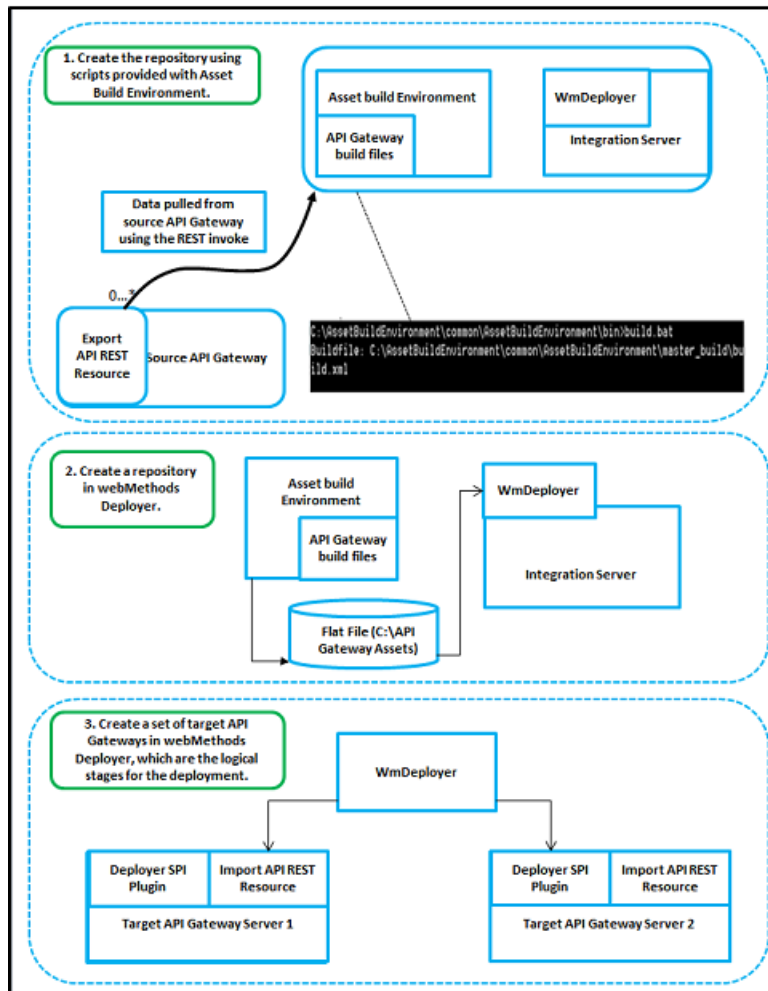 1. Create the repository using
scripts provided with Asset
Build Environment.
Asset build Environment
API Gateway
build files
WmDeployer
Integration Server
Data pulled from
source API Gateway
using the REST invoke
0...*
Export
API REST
Resource
Source API Gateway
C:\AssetBuildEnvironment\common\AssetBuildEnvironment\bin>build.bat
Buildfile: C:\AssetBuildEnvironment\common\AssetBuildEnvironment\master_build\bu
ild.xml
2. Create a repository
in webMethods
Deployer.
Asset build
Environment
API Gateway
build files
WmDeployer
Integration Server
Flat File (C:\API
Gateway Assets)
3. Create a set of target API
Gateways in webMethods
Deployer, which are the logical
stages for the deployment.
WmDeployer
Deployer SPI
Plugin
Import API REST
Resource
Target API Gateway Server 1
Deployer SPI
Plugin
Import API REST
Resource
Target API Gateway Server 2